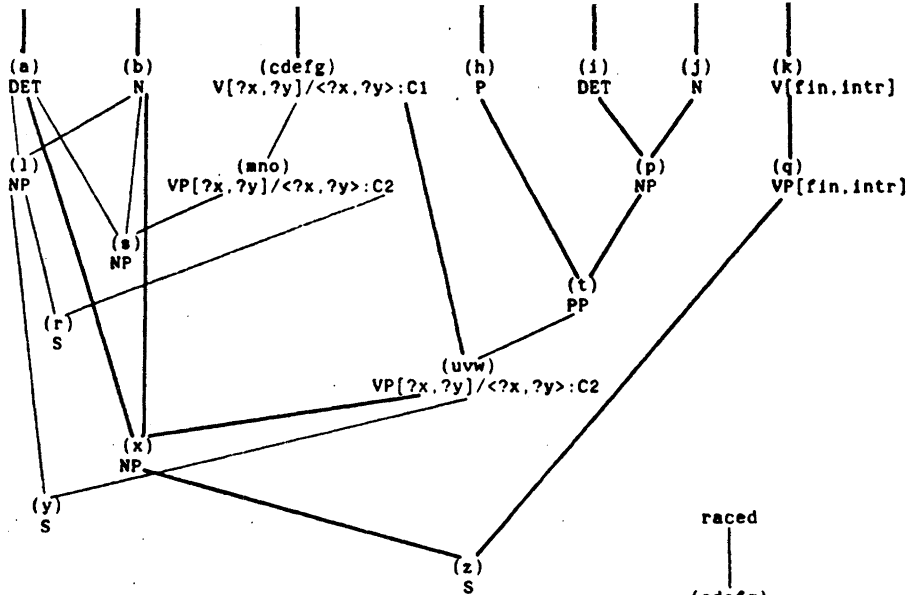 (a) (b) (cdefg) (h) (i) (j) (k)
DET N V[?x,?y]/<?x,?y>:C1 P DET N V[fin,intr]
(l) (mno) (p) (q)
NP VP[?x,?y]/<?x,?y>:C2 NP VP[fin,intr]
(s)
NP
(t)
PP
(r)
S
(uvw)
VP[?x,?y]/<?x,?y>:C2
(x)
NP
(y)
S
raced
(z)
S
(cdefg)